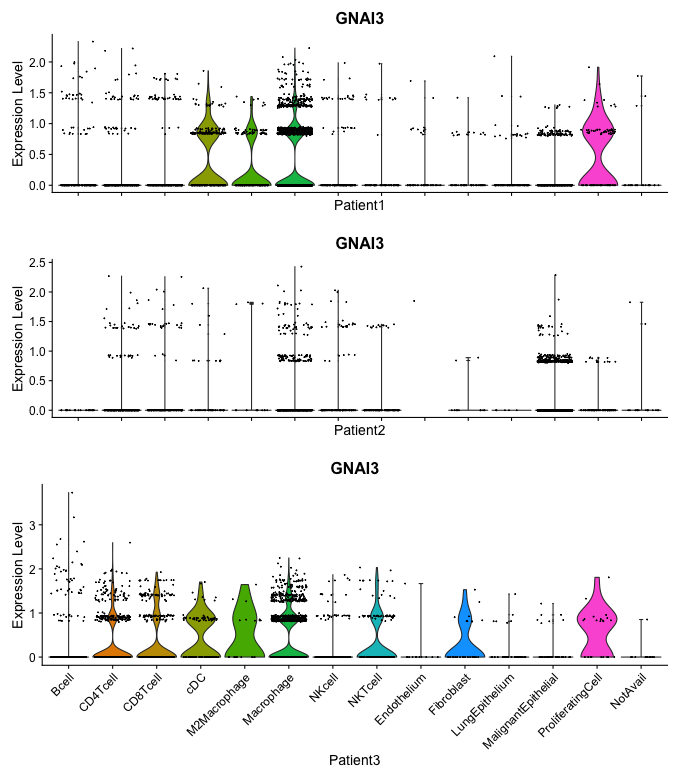 GNAI3
Expression Level
2.0
1.5
1.0
0.5
0.0
Patient1
GNAI3
Expression Level
2.5
2.0
1.5
1.0
0.5
0.0
Patient2
GNAI3
Expression Level
3
2
1
0
Bcell
CD4Tcell
CD8Tcell
cDC
M2Macrophage
Macrophage
NKcell
NKTcell
Endothelium
Fibroblast
LungEpithelium
MalignantEpithelial
ProliferatingCell
NotAvail
Patient3